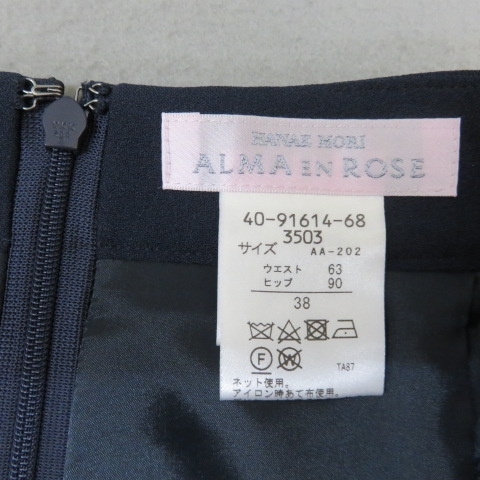 HANAE MORI
ALMA IN ROSE
40-91614-68
3503
サイズ AA-202
ウエスト 63
ヒップ 90
38
F W
TA87
ネット使用。
アイロン時あて布使用。